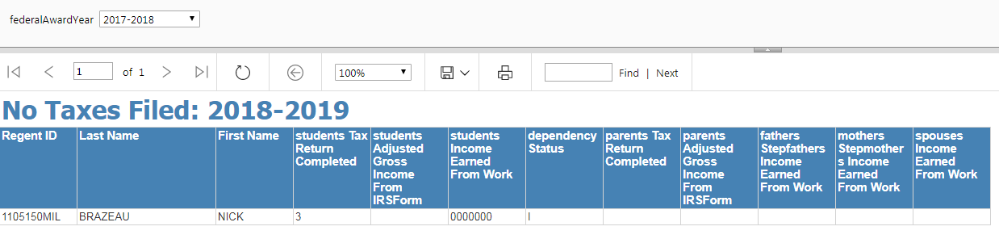 federalAwardYear 2017-2018
1 of 1 100% Find | Next
No Taxes Filed: 2018-2019
Regent ID Last Name First Name students Tax Return Completed students Adjusted Gross Income From IRSForm students Income Earned From Work dependency Status parents Tax Return Completed parents Adjusted Gross Income From IRSForm fathers Stepfathers Income Earned From Work mothers Stepmother s Income Earned From Work spouses Income Earned From Work
1105150MIL BRAZEAU NICK 3 0000000 I